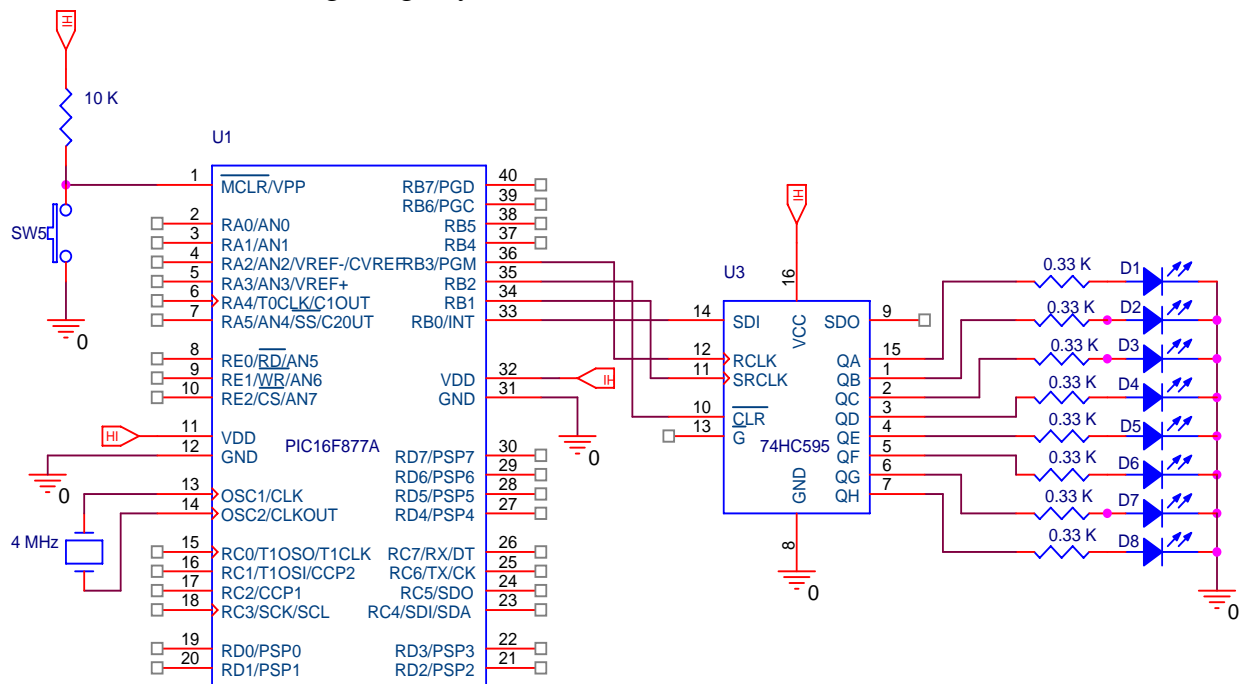 HI
10 K
U1
SW5
0
1
2
3
4
5
6
7
8
9
10
11
12
13
14
15
16
17
18
19
20
MCLR/VPP
RA0/AN0
RA1/AN1
RA2/AN2/VREF-/CVREF
RA3/AN3/VREF+
RA4/T0CLK/C1OUT
RA5/AN4/SS/C20UT
RE0/RD/AN5
RE1/WR/AN6
RE2/CS/AN7
HI
VDD
GND
0
OSC1/CLK
OSC2/CLKOUT
4 MHz
RC0/T1OSO/T1CLK
RC1/T1OSI/CCP2
RC2/CCP1
RC3/SCK/SCL
RD0/PSP0
RD1/PSP1
PIC16F877A
RB7/PGD
RB6/PGC
RB5
RB4
RB3/PGM
RB2
RB1
RB0/INT
VDD
GND
RD7/PSP7
RD6/PSP6
RD5/PSP5
RD4/PSP4
RC7/RX/DT
RC6/TX/CK
RC5/SDO
RC4/SDI/SDA
RD3/PSP3
RD2/PSP2
40
39
38
37
36
35
34
33
32
31
30
29
28
27
26
25
24
23
22
21
HI
0
HI
U3
16
14
12
11
10
13
SDI
RCLK
SRCLK
CLR
G
VCC
74HC595
GND
8
0
SDO
QA
QB
QC
QD
QE
QF
QG
QH
9
15
1
2
3
4
5
6
7
0.33 K D1
0.33 K D2
0.33 K D3
0.33 K D4
0.33 K D5
0.33 K D6
0.33 K D7
0.33 K D8
0